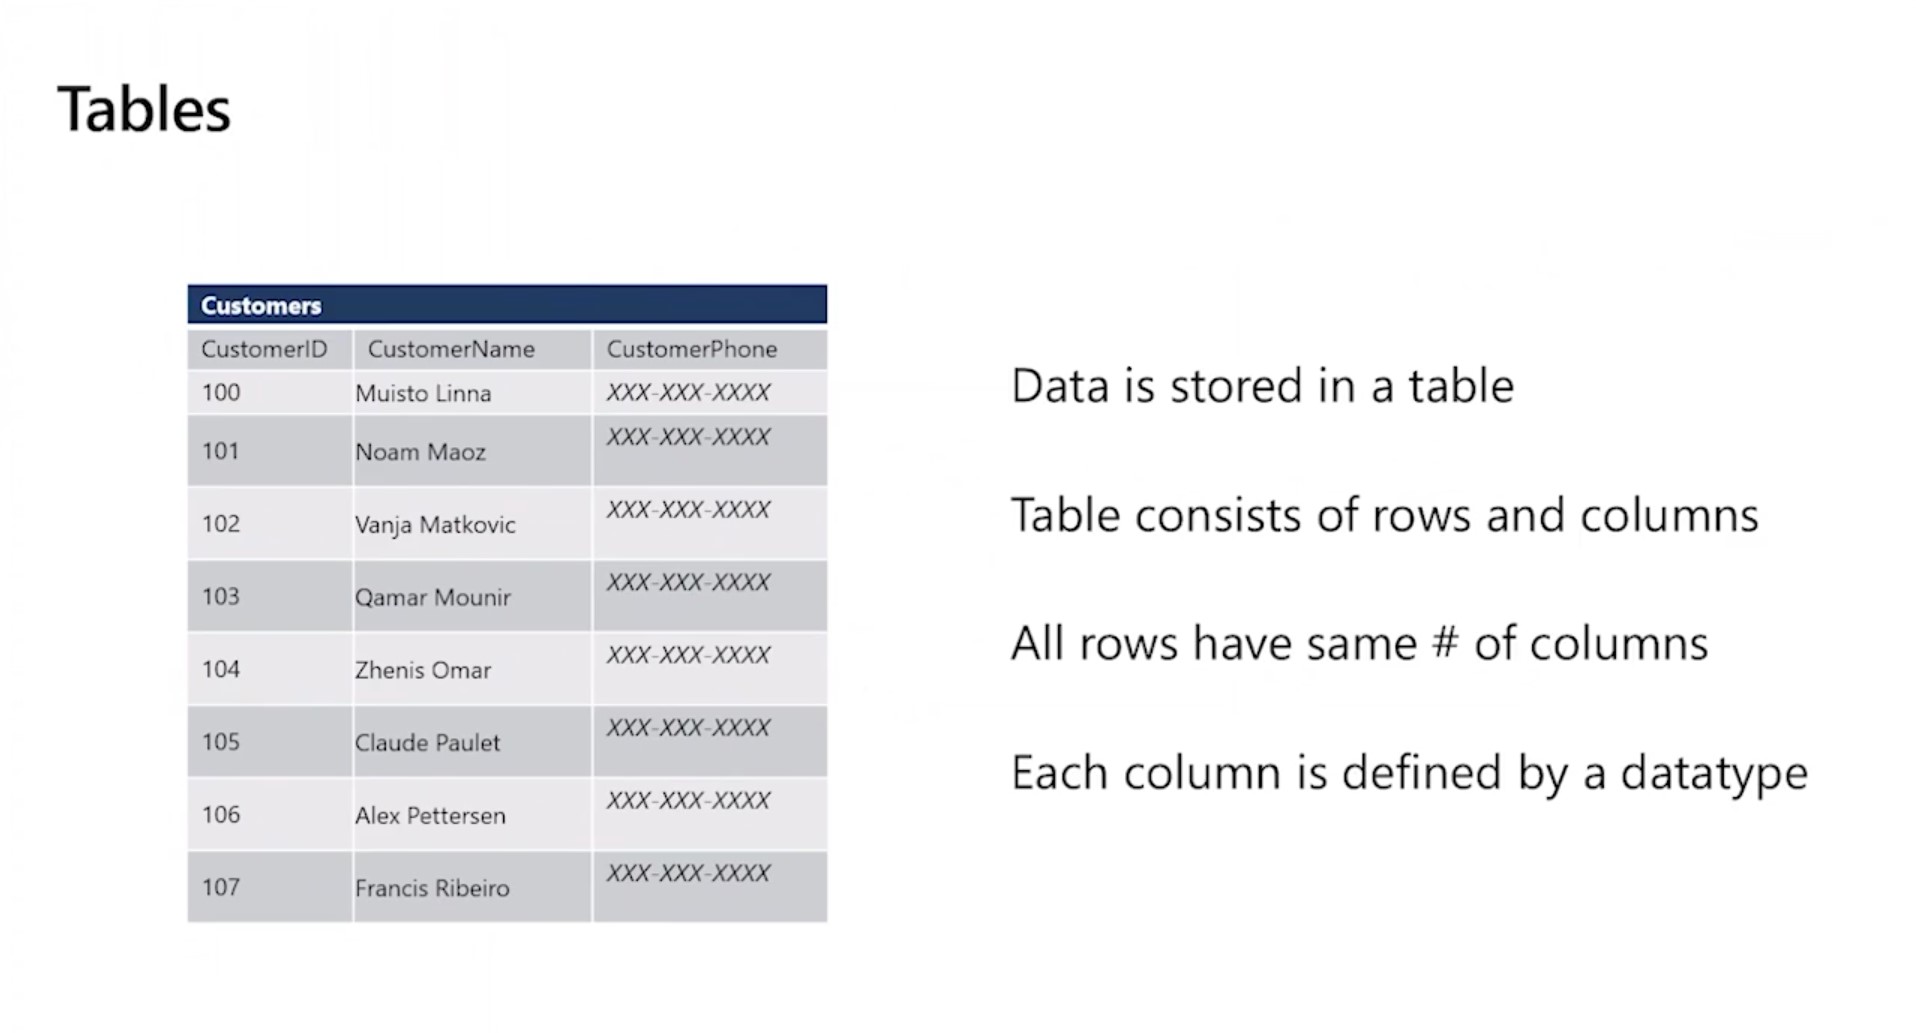 Tables
Customers
CustomerID CustomerName CustomerPhone
100 Muisto Linna XXX-XXX-XXXX
101 Noam Maoz XXX-XXX-XXXX
102 Vanja Matkovic XXX-XXX-XXXX
103 Qamar Mounir XXX-XXX-XXXX
104 Zhenis Omar XXX-XXX-XXXX
105 Claude Paulet XXX-XXX-XXXX
106 Alex Pettersen XXX-XXX-XXXX
107 Francis Ribeiro XXX-XXX-XXXX
Data is stored in a table
Table consists of rows and columns
All rows have same # of columns
Each column is defined by a datatype